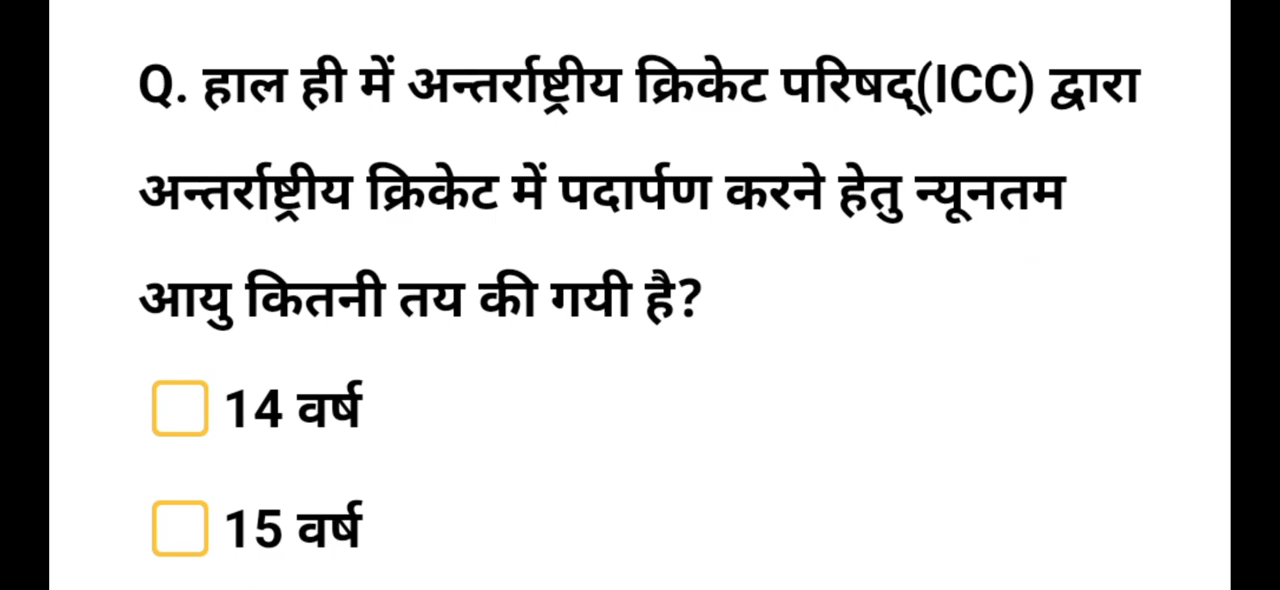 Q. हाल ही में अन्तर्राष्ट्रीय क्रिकेट परिषद्(ICC) द्वारा
अन्तर्राष्ट्रीय क्रिकेट में पदार्पण करने हेतु न्यूनतम
आयु कितनी तय की गयी है?
14 वर्ष
15 वर्ष